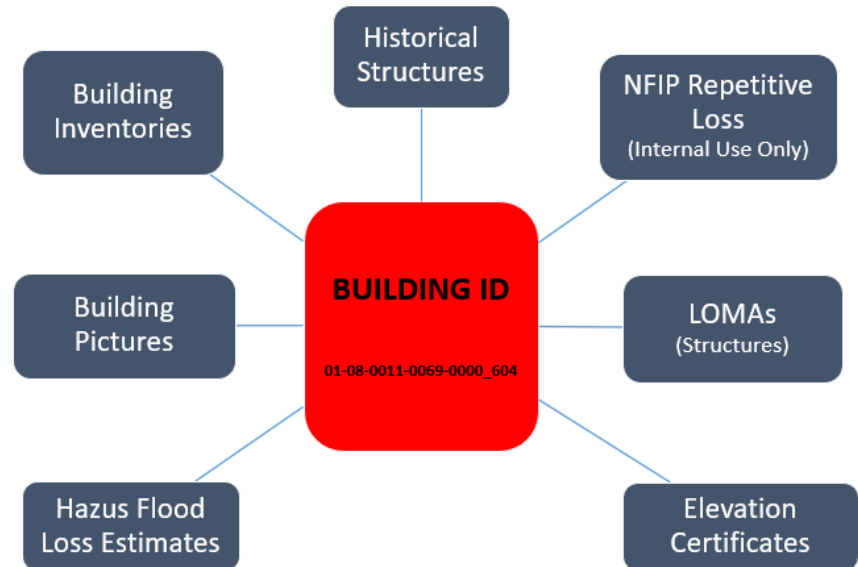 Historical
Structures
Building
Inventories
NFIP Repetitive
Loss
(Internal Use Only)
BUILDING ID
01-08-0011-0069-0000_604
Building
Pictures
LOMAs
(Structures)
Hazus Flood
Loss Estimates
Elevation
Certificates